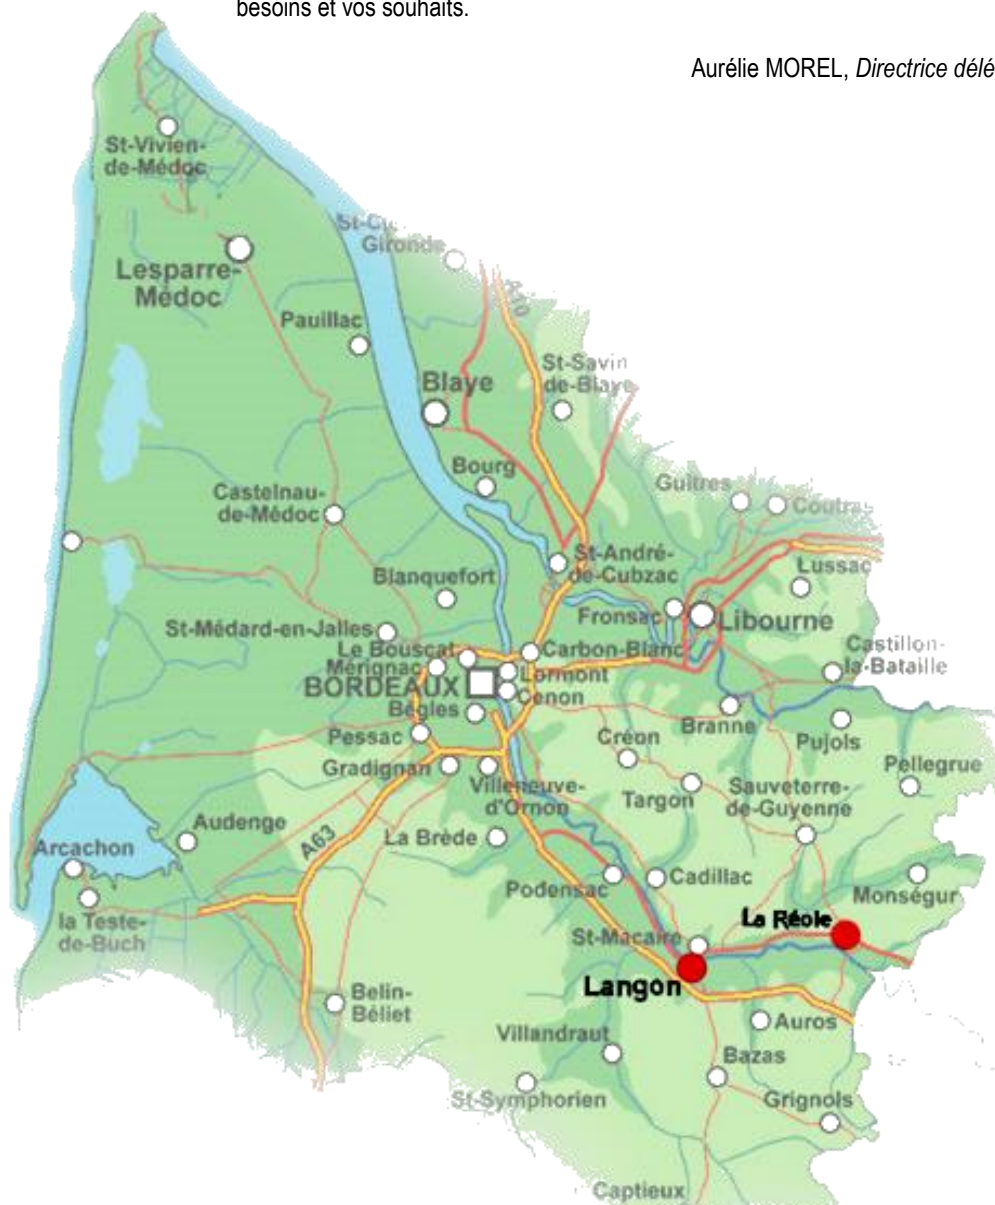 besoins et vos souhaits.
Aurélie MOREL, Directrice délé
St-Vivien-
de-Médoc
Gironde
Lesparre-
Médoc
A10
Pauillac
St-Savin
de-Blaye
Blaye
Bourg
Guitres
Coutra
Castelnau-
de-Médoc
St-André-
de-Cubzac
Lussac
Blanquefort
Fronsac
Libourne
St-Médard-en-Jalles
Le Bouscat
Carbon-Blanc
Castillon-
la-Bataille
Mérignac
Lormont
BORDEAUX
Cenon
Bègles
Branne
Pessac
Créon
Pujols
Gradignan
Villeneuve-
d'Ornon
Targon
Sauveterre-
de-Guyenne
Pellegrue
Audenge
A63
La Brède
Arcachon
Podensac
Cadillac
Monségur
la Teste-
de-Buch
St-Macaire
La Réole
Langon
Belin-
Béliet
Auros
Villandraut
Bazas
St-Symphorien
Grignols
Captieux